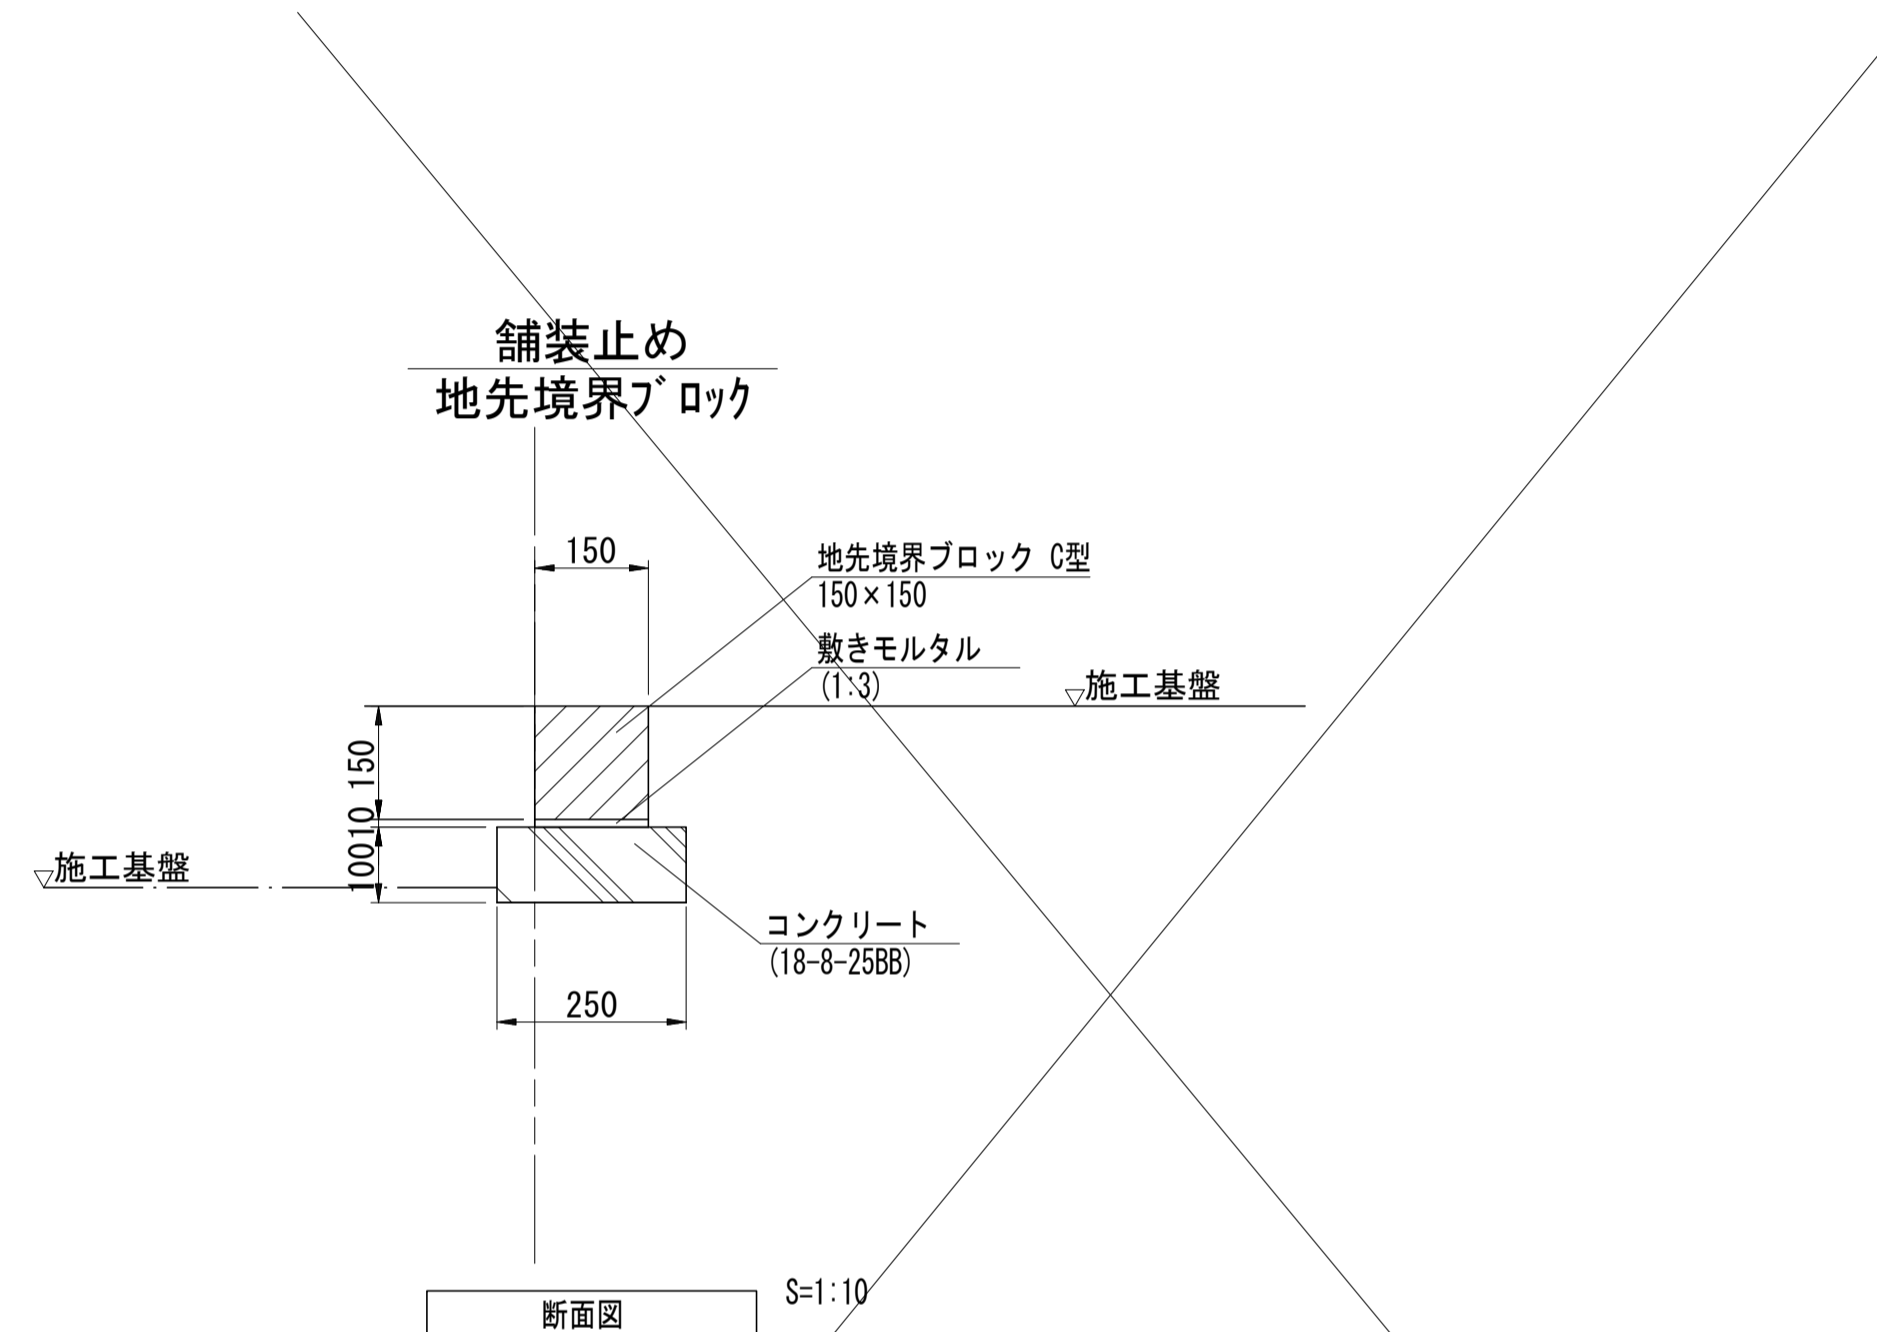 舗装止め
地先境界ﾌﾞﾛｯｸ
150
地先境界ブロック C型
150×150
敷きモルタル
(1:3)
施工基盤
150
10
100
施工基盤
コンクリート
(18-8-25BB)
250
S=1:10
断面図